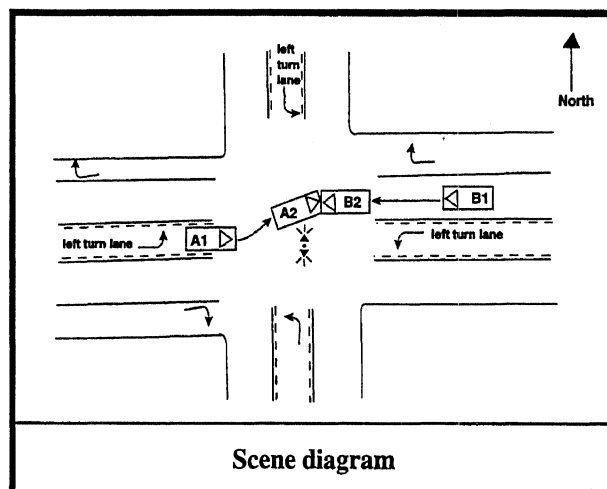 left
turn
lane
North
A2
B2
B1
left turn lane
A1
left turn lane
Scene diagram